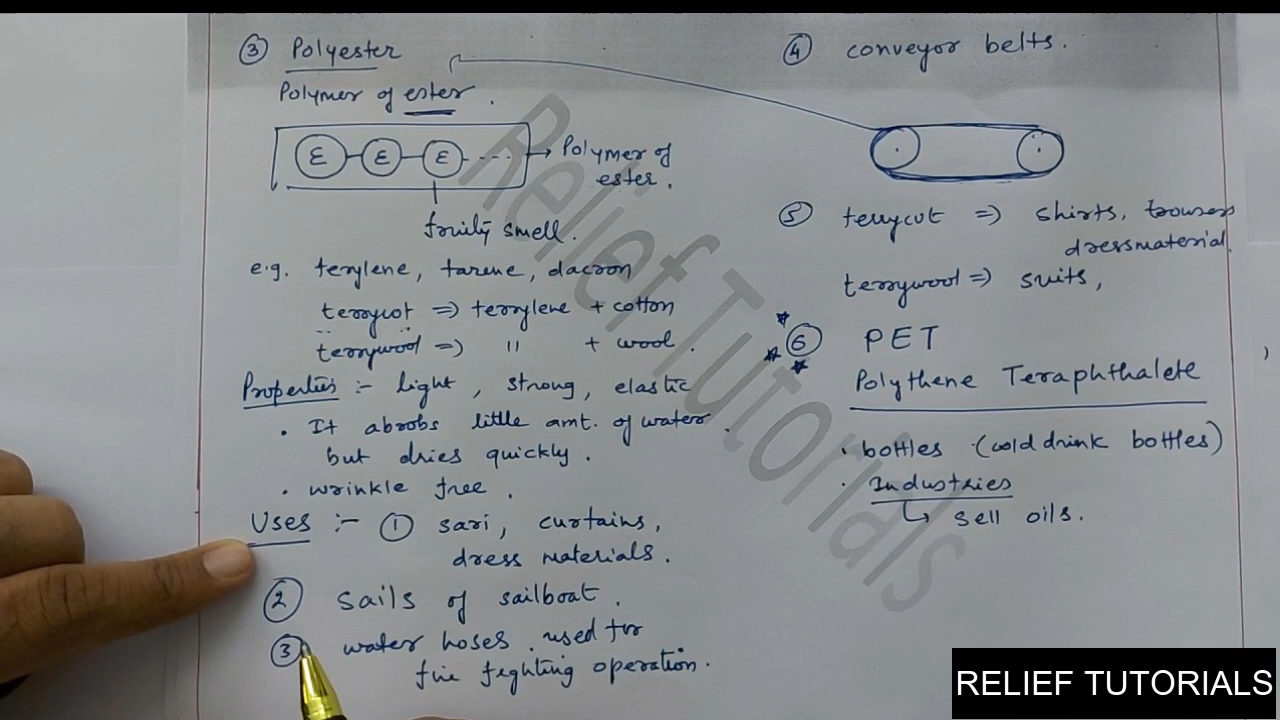 ③ Polyester
Polymer of ester.
Ɛ Ɛ Ɛ ---- → Polymer of
ester.
fruity smell.
e.g. terylene, terene, dacron
terrycot => terrylene + cotton
terrywool => " + wool.
Properties :- light, strong, elastic
• It abrobs little amt. of water.
but dries quickly.
• wrinkle free.
Uses :- ① sari, curtains,
dress materials.
② Sails of sailboat.
③ water hoses used for
fire fighting operation.
④ conveyor belts.
⑤ terrycot => shirts, trousers
dressmaterial.
terrywool => suits,
⑥ PET
Polythene Teraphthalete
• bottles (cold drink bottles)
• Industries
↳ sell oils.
Relief Tutorials
RELIEF TUTORIALS